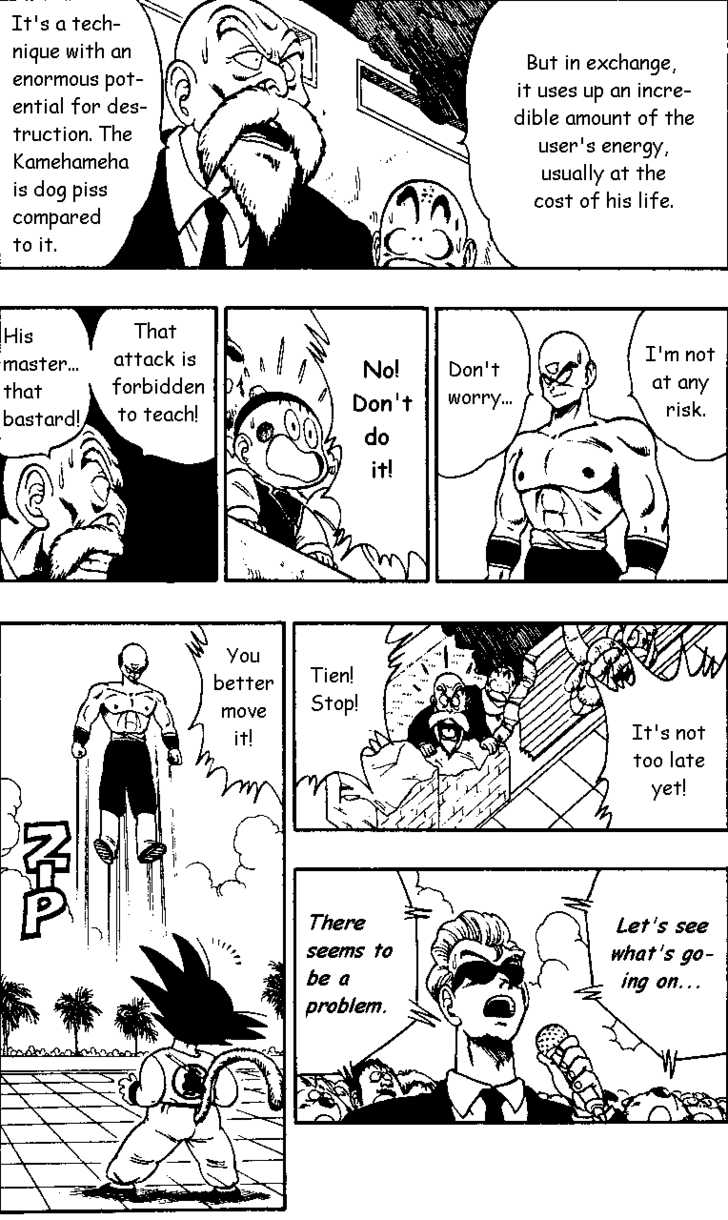 It's a tech-
nique with an
enormous pot-
ential for des-
truction. The
Kamehameha
is dog piss
compared
to it.
But in exchange,
it uses up an incre-
dible amount of the
user's energy,
usually at the
cost of his life.
His
master...
that
bastard!
That
attack is
forbidden
to teach!
No!
Don't
do
it!
Don't
worry...
I'm not
at any
risk.
You
better
move
it!
ZIP
Tien!
Stop!
It's not
too late
yet!
There
seems to
be a
problem.
Let's see
what's go-
ing on...